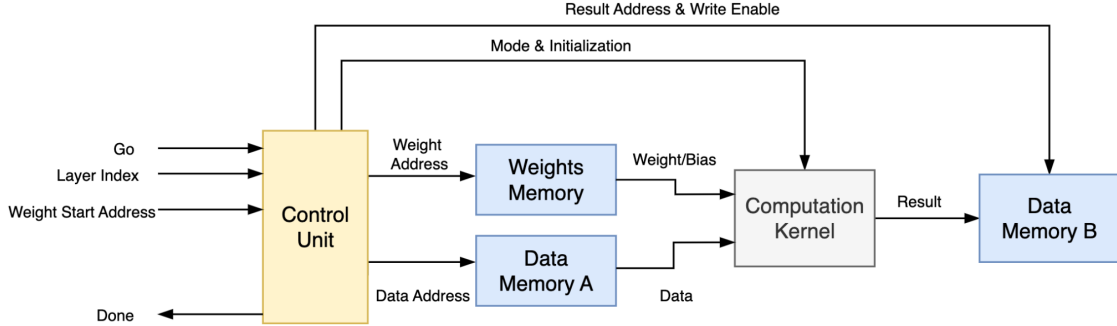 Result Address & Write Enable
Mode & Initialization
Go
Layer Index
Weight Start Address
Done
Control
Unit
Weight
Address
Data Address
Weights
Memory
Data
Memory A
Weight/Bias
Data
Computation
Kernel
Result
Data
Memory B